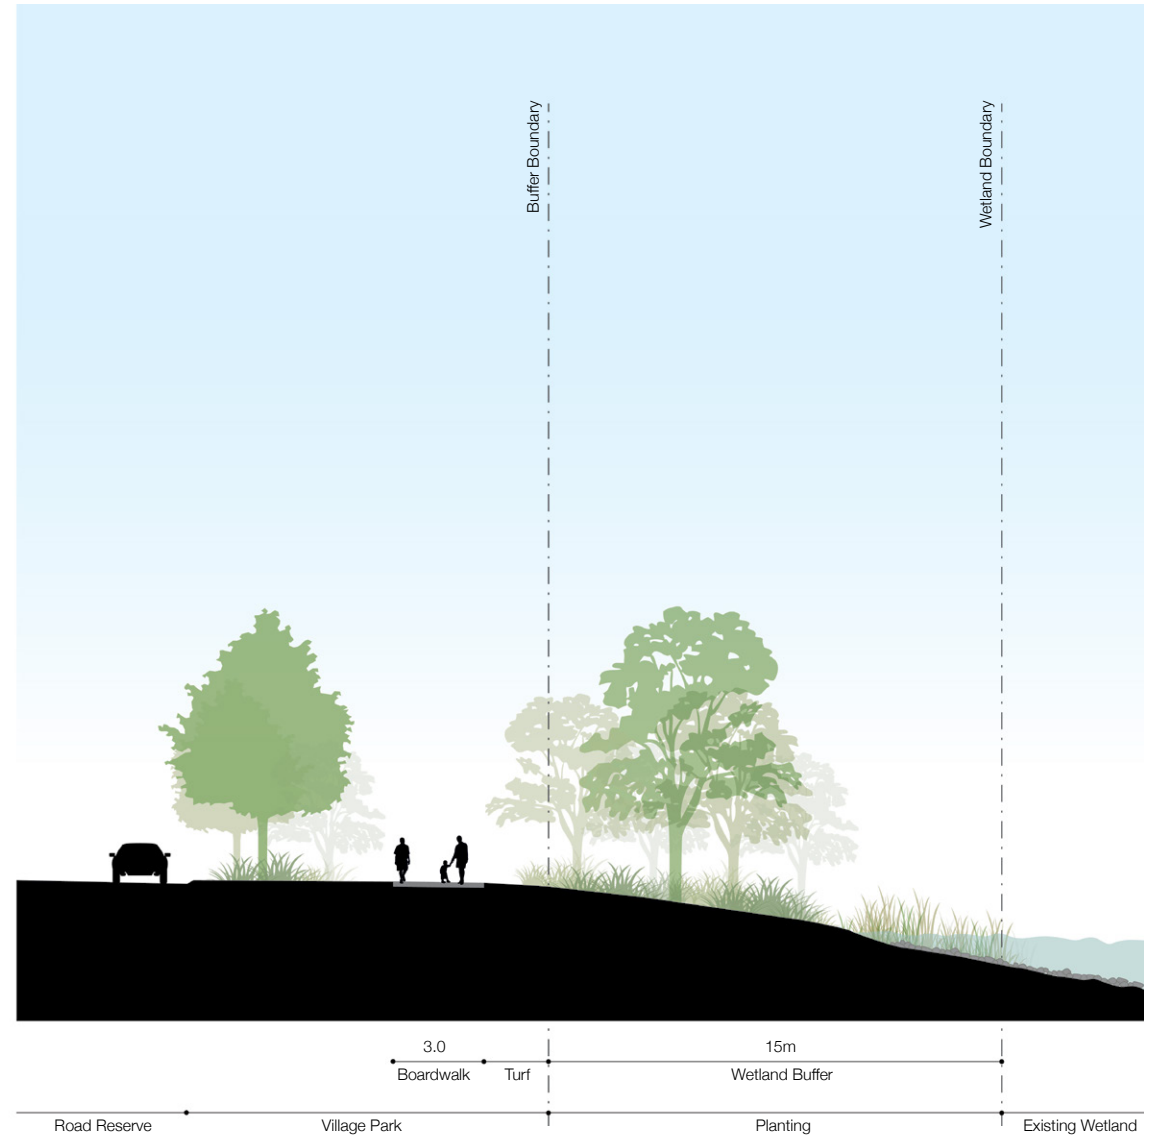 Buffer Boundary
Wetland Boundary
3.0
15m
Boardwalk
Turf
Wetland Buffer
Road Reserve
Village Park
Planting
Existing Wetland